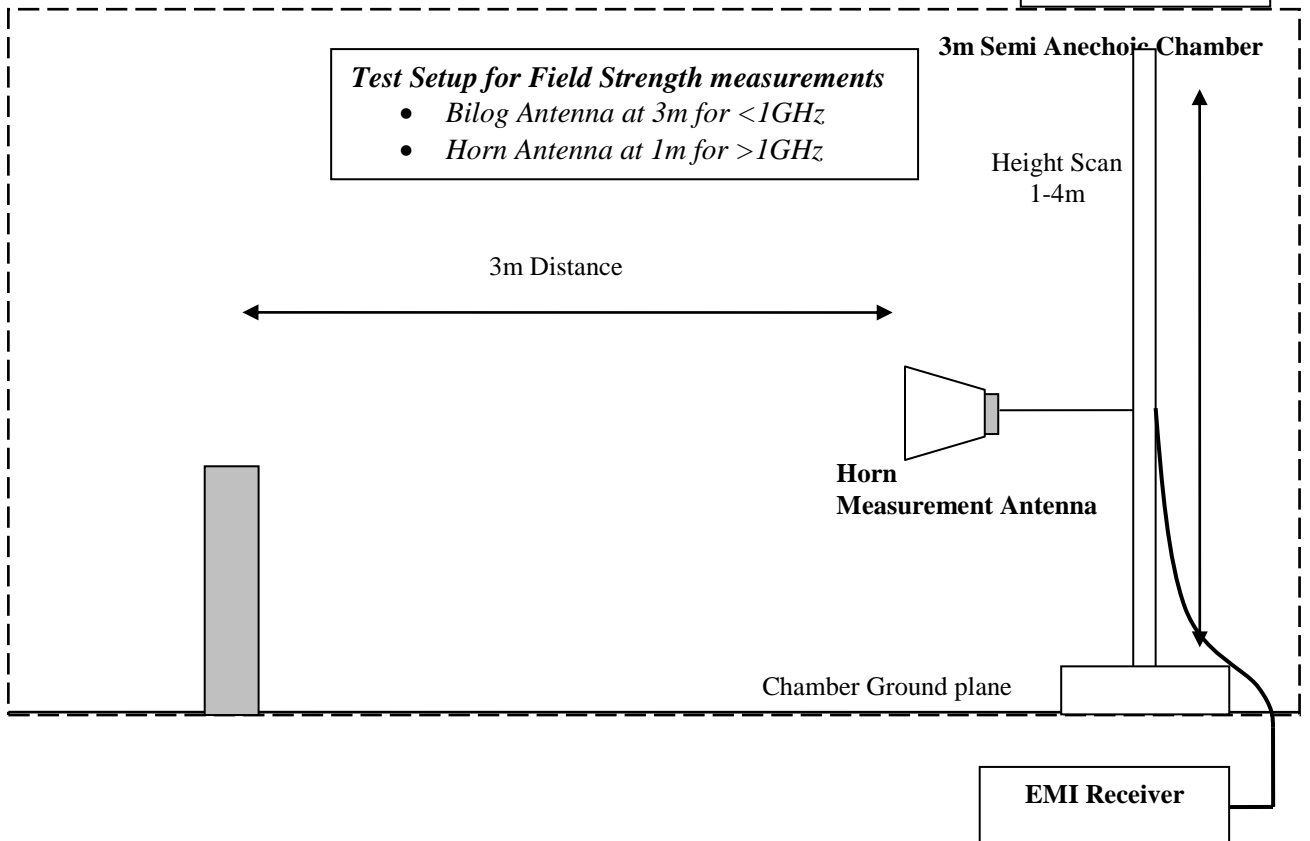 3m Semi Anechoic Chamber
Test Setup for Field Strength measurements
• Bilog Antenna at 3m for <1GHz
• Horn Antenna at 1m for >1GHz
Height Scan
1-4m
3m Distance
Horn
Measurement Antenna
Chamber Ground plane
EMI Receiver